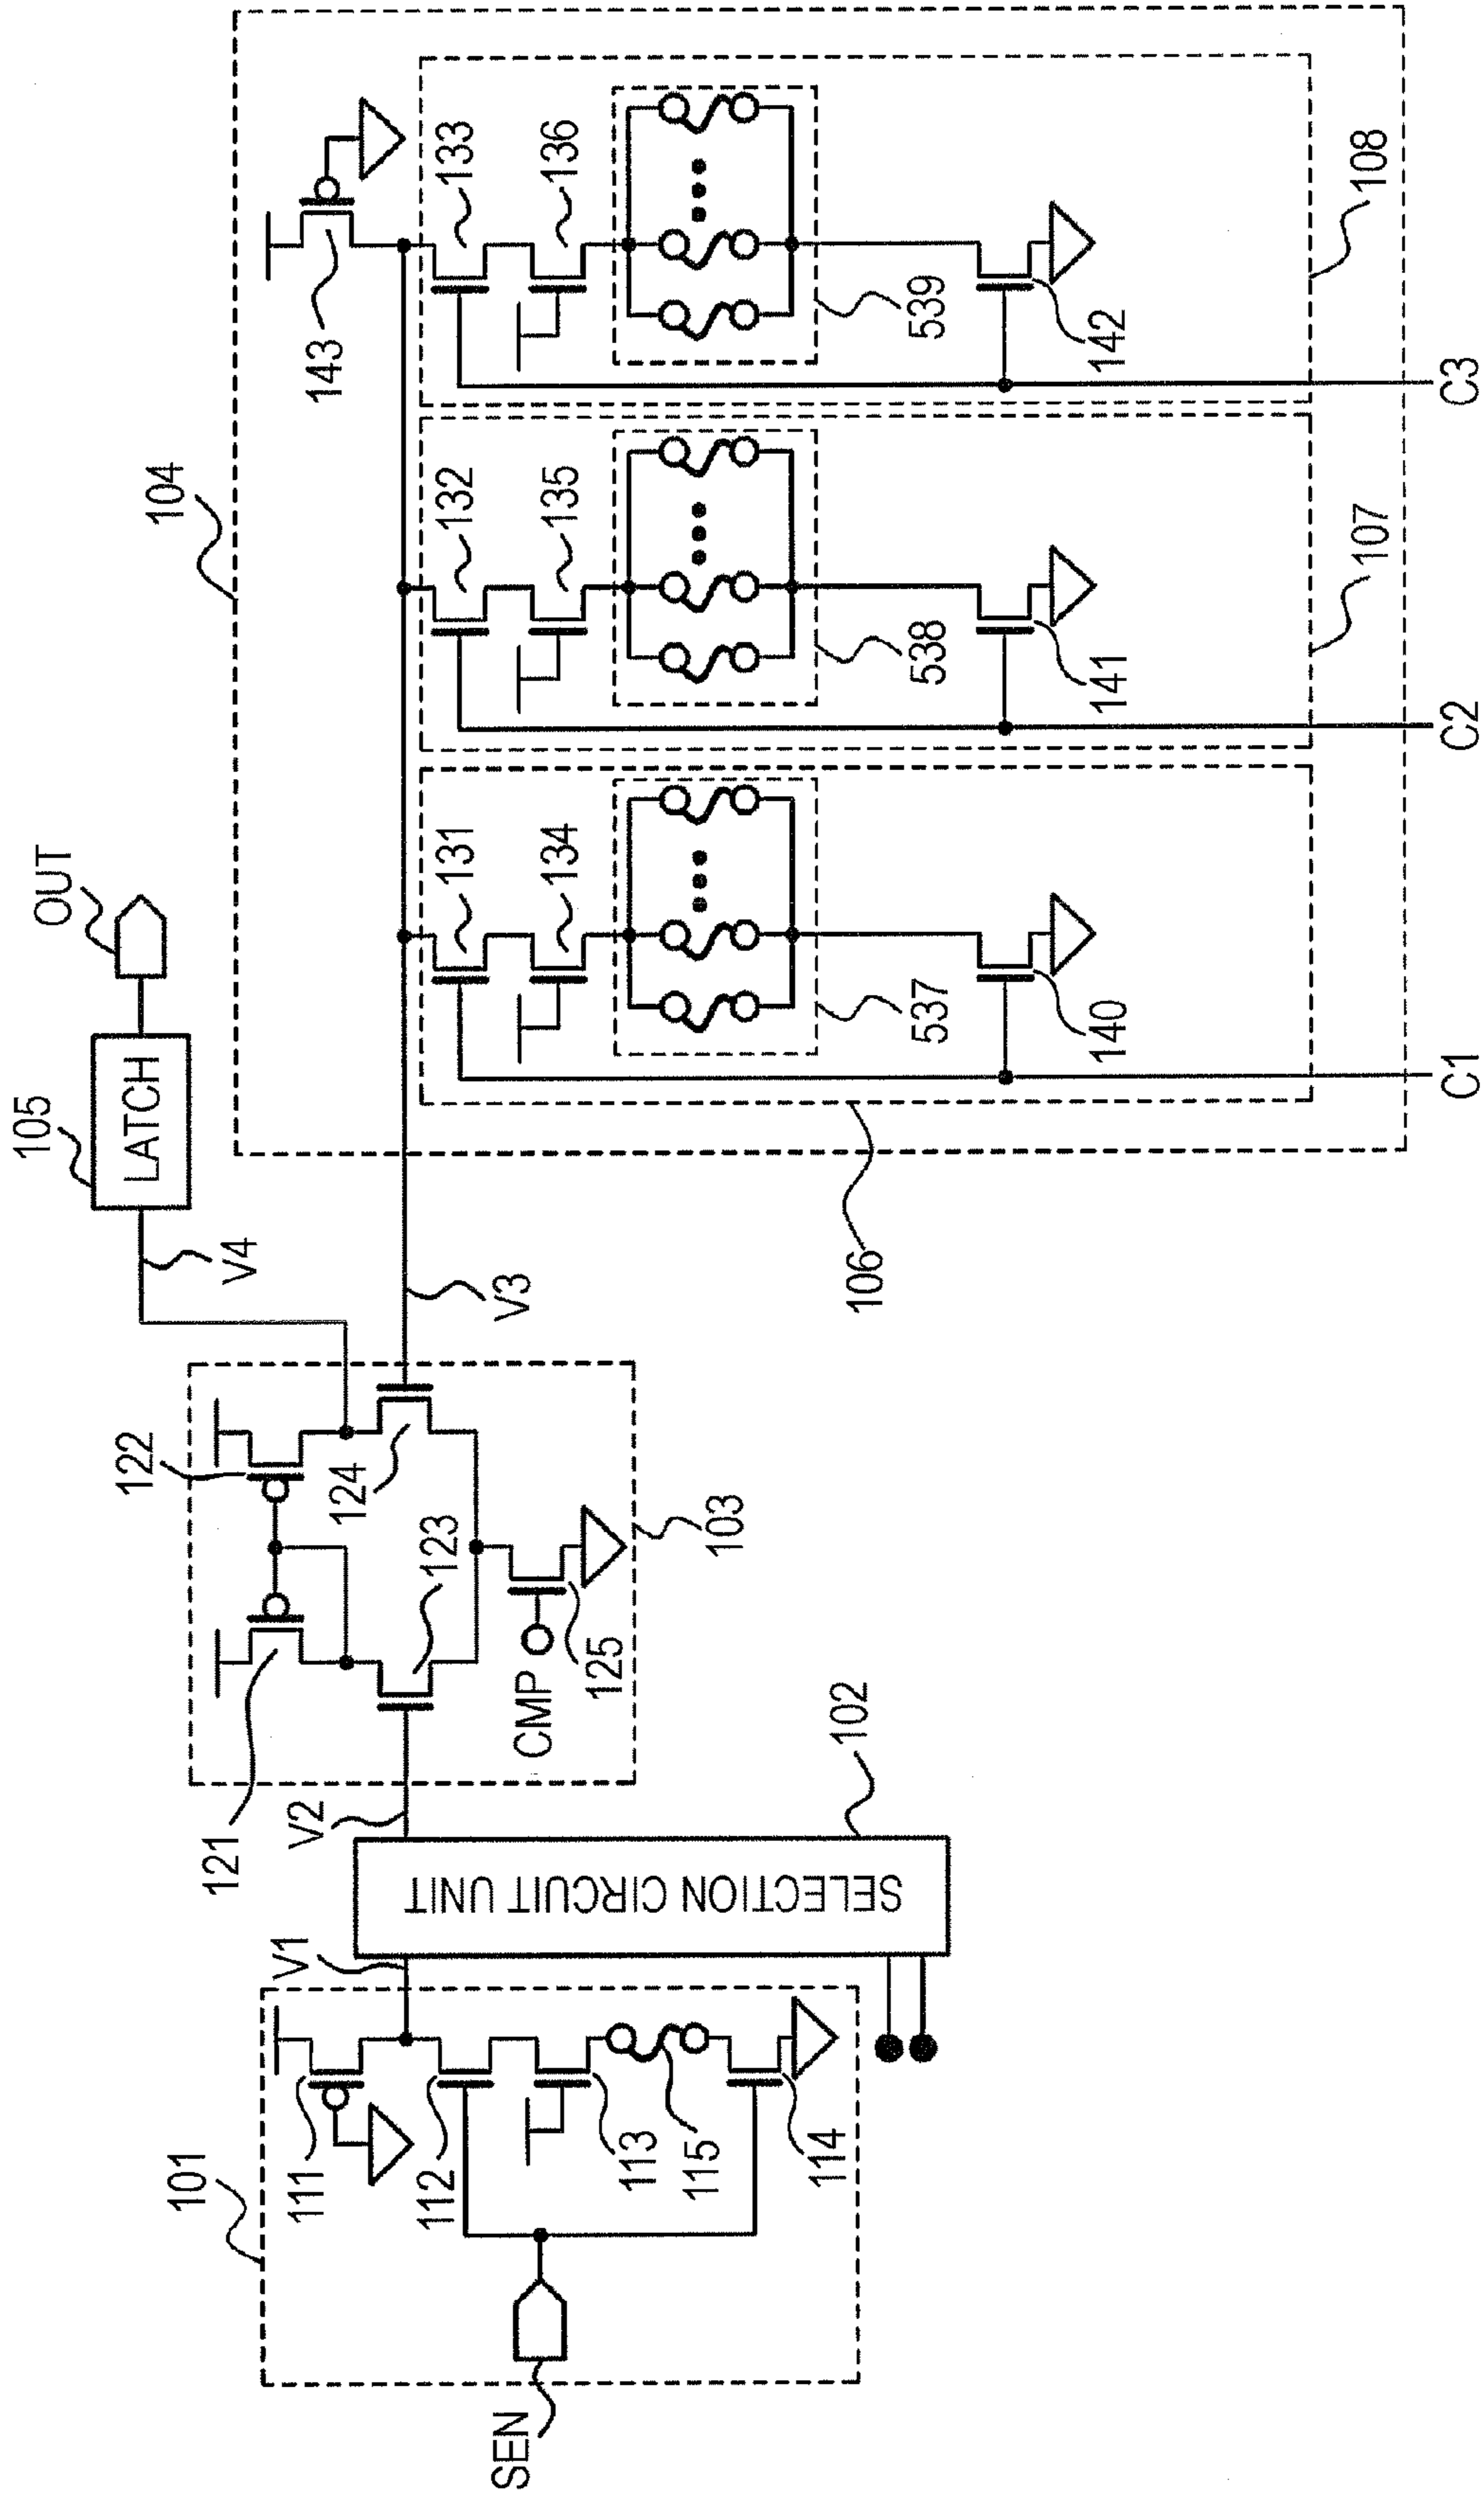 101
SEN
111
112
113
115
114
V1
SELECTION CIRCUIT UNIT
102
V2
121
122
123
124
CMP
125
103
V4
105
LATCH
OUT
V3
104
143
131
134
537
140
106
C1
132
135
538
141
107
C2
133
136
539
142
108
C3